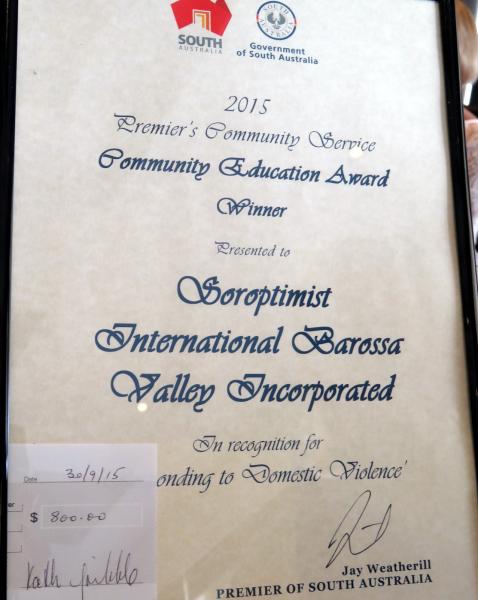 SOUTH
AUSTRALIA
SOUTH AUSTRALIA
Government
of South Australia
2015
Premier's Community Service
Community Education Award
Winner
Presented to
Soroptimist
International Barossa
Valley Incorporated
In recognition for
onding to Domestic Violence'
Date 30/9/15
$ 800.00
Jay Weatherill
PREMIER OF SOUTH AUSTRALIA